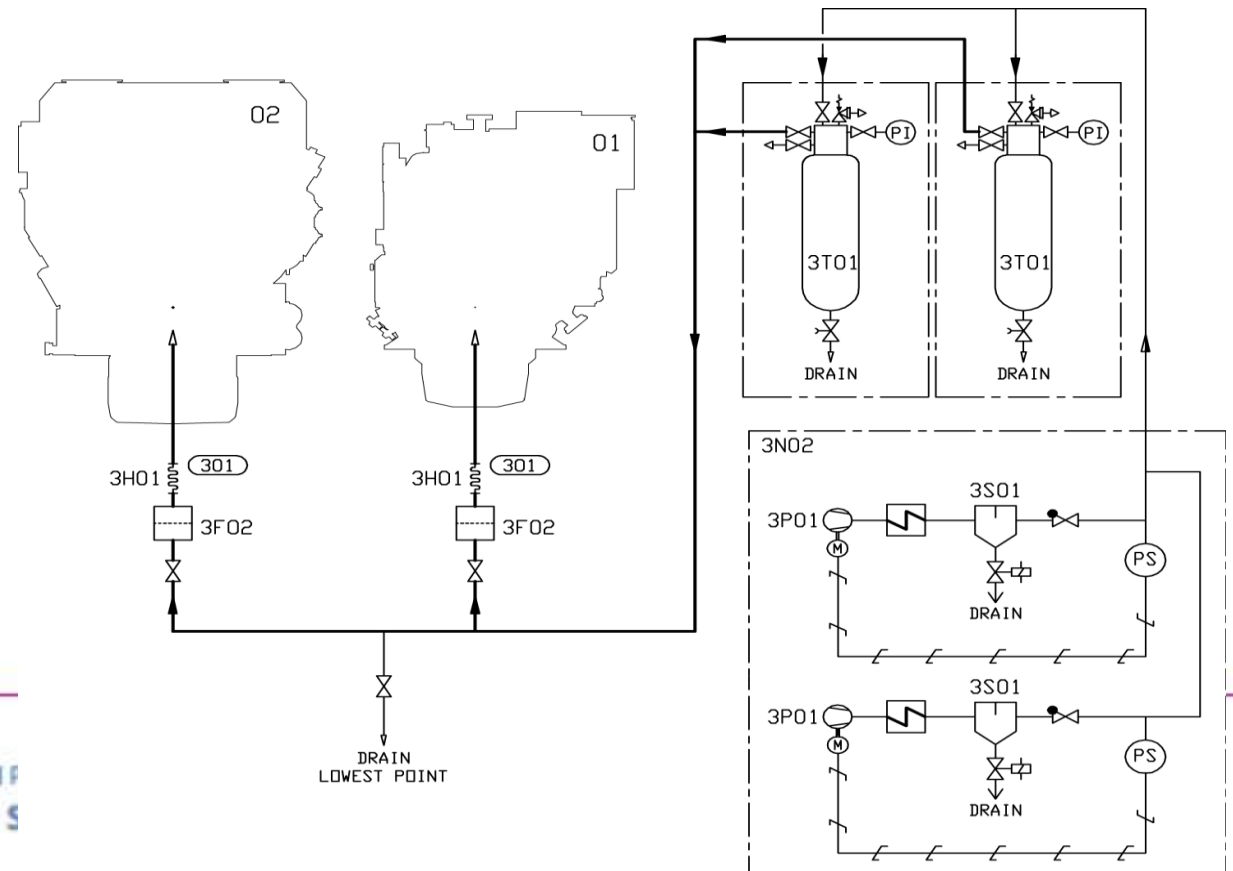 02
01
PI
PI
3T01
3T01
DRAIN
DRAIN
3H01
301
3H01
301
3F02
3F02
DRAIN
LOWEST POINT
3N02
3S01
3P01
M
PS
DRAIN
3S01
3P01
M
PS
DRAIN
S